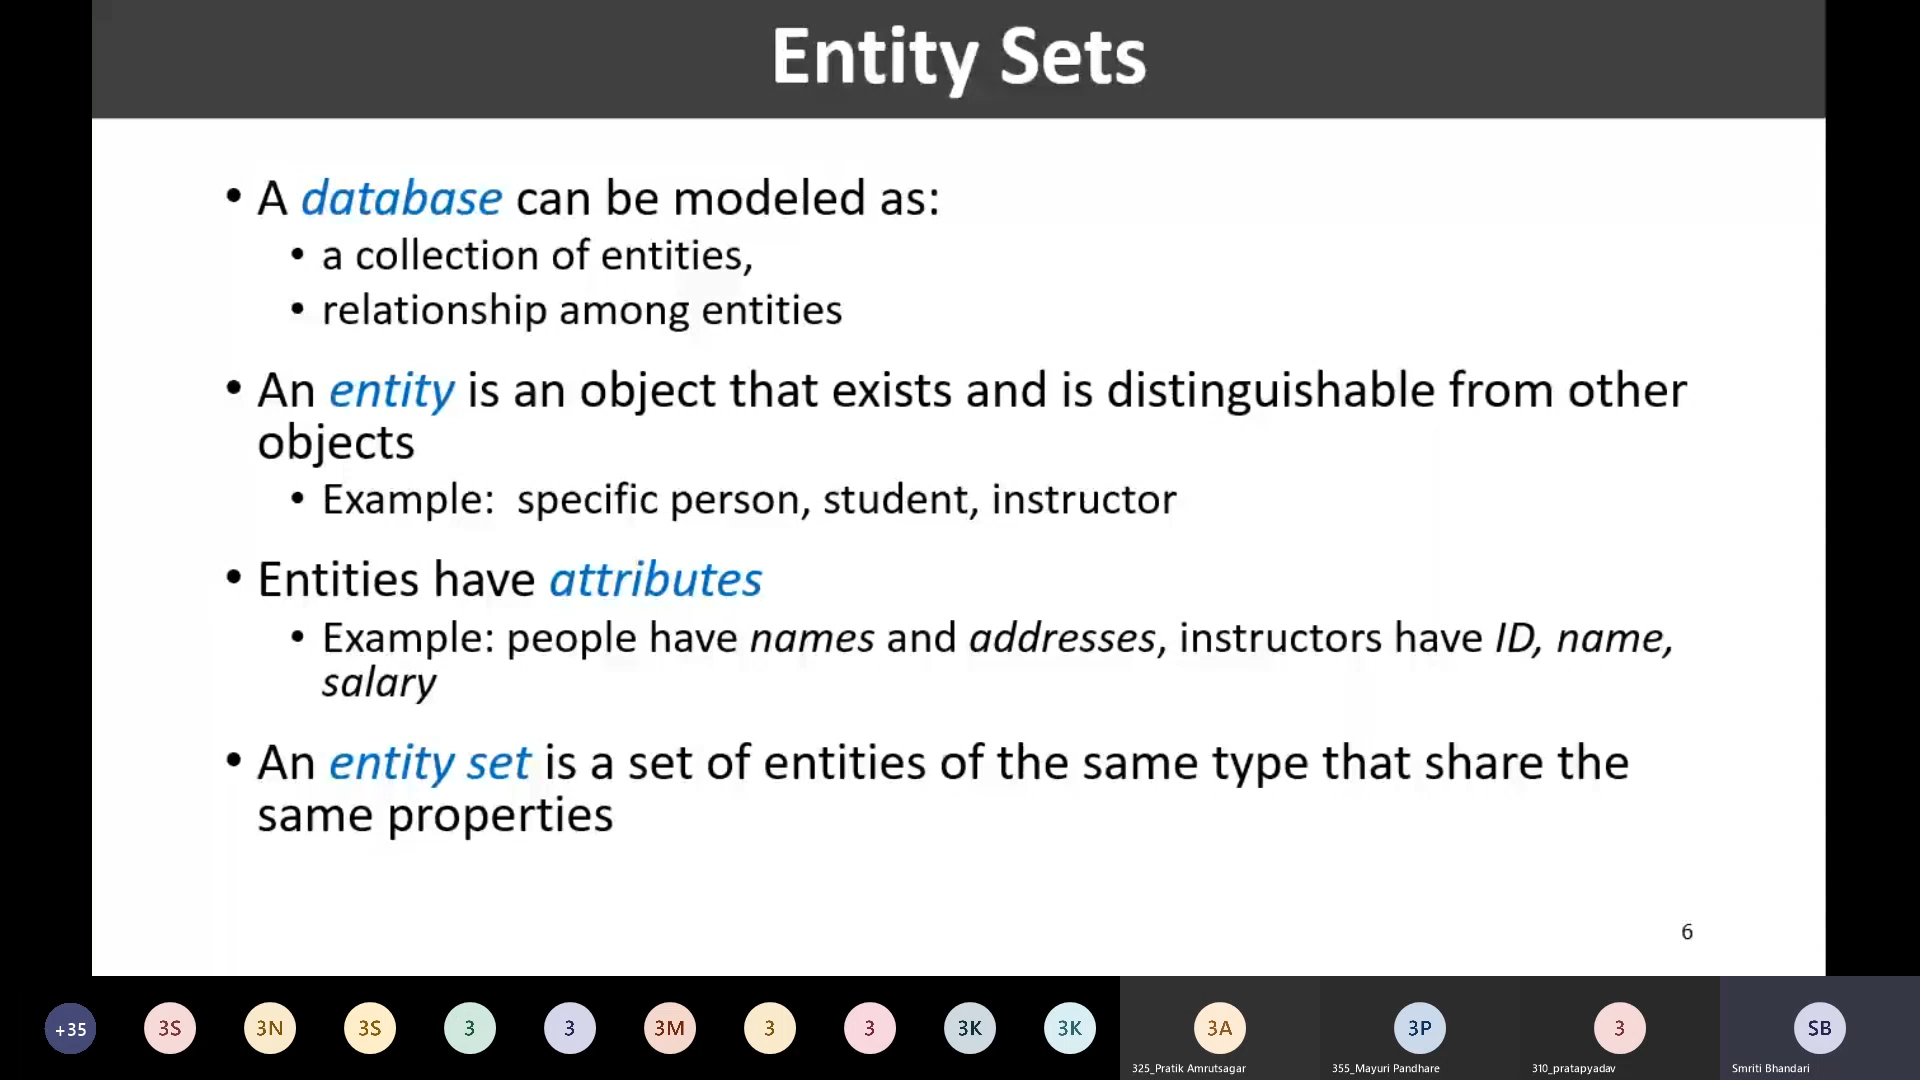 Entity Sets
• A database can be modeled as:
• a collection of entities,
• relationship among entities
• An entity is an object that exists and is distinguishable from other
objects
• Example:  specific person, student, instructor
• Entities have attributes
• Example: people have names and addresses, instructors have ID, name,
salary
• An entity set is a set of entities of the same type that share the
same properties
6
+35 3S 3N 3S 3 3 3M 3 3 3K 3K 3A 3P 3 SB
325_Pratik Amrutsagar 355_Mayuri Pandhare 310_pratapyadav Smriti Bhandari